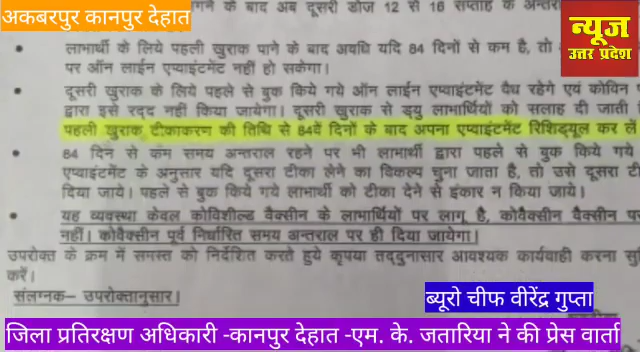 अकबरपुर कानपुर देहात
के बाद अब दूसरी डोज 12 से 16 सप्ताह के अन्तरा
न्यूज
उत्तर प्रदेश
लाभार्थी के लिये पहली खुराक पाने के बाद अवधि यदि 84 दिनों से कम है, तो
पर ऑन लाईन एप्वाइंटमेंट नहीं हो सकेगा।
दूसरी खुराक के लिये पहले से बुक किये गये ऑन लाईन एप्वाइंटमेंट वैध रहेगे एवं कोविन
द्वारा इसे रद्द नहीं किया जायेगा। दूसरी खुराक से ड्यु लाभार्थियों को सलाह दी जाती
पहली खुराक टीकाकरण की तिथि से 84वें दिनों के बाद अपना एप्वाइंटमेंट रिशिड्यूल कर लें
84 दिन से कम समय अन्तराल रहने पर भी लाभार्थी द्वारा पहले से बुक किये गये
एप्वाइंटमेंट के अनुसार यदि दूसरा टीका लेने का विकल्प चुना जाता है, तो उसे दूसरा
दिया जाये। पहले से बुक किये गये लाभार्थी को टीका देने से इंकार न किया जाये।
यह व्यवस्था केवल कोविशील्ड वैक्सीन के लाभार्थियों पर लागू है, कोवैक्सीन वैक्सीन
नहीं। कोवैक्सीन पूर्व निर्धारित समय अन्तराल पर ही दिया जायेगा।
उपरोक्त के क्रम में समस्त को निर्देशित करते हुये कृपया तद्दुनासार आवश्यक कार्यवाही करना
करें।
संलग्नक– उपरोक्तानुसार।
ब्यूरो चीफ वीरेंद्र गुप्ता
जिला प्रतिरक्षण अधिकारी -कानपुर देहात -एम. के. जतारिया ने की प्रेस वार्ता